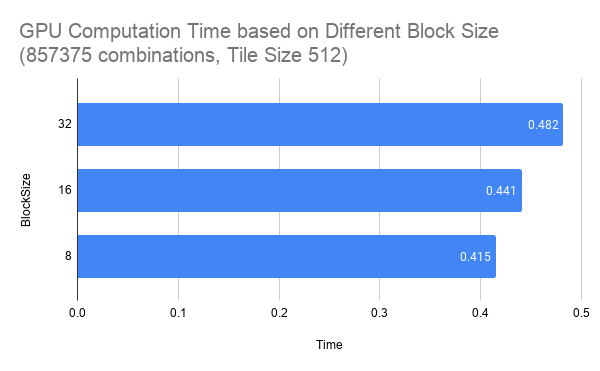 GPU Computation Time based on Different Block Size
(857375 combinations, Tile Size 512)
BlockSize
32
0.482
16
0.441
8
0.415
0.0 0.1 0.2 0.3 0.4 0.5
Time